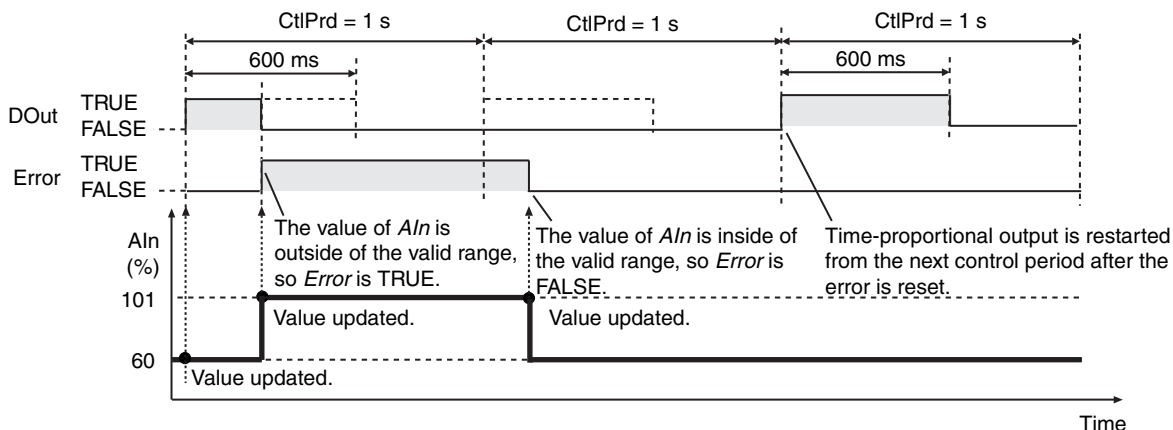 CtlPrd = 1 s CtlPrd = 1 s CtlPrd = 1 s
600 ms 600 ms
DOut TRUE
FALSE
Error TRUE
FALSE
AIn
(%)
The value of AIn is
outside of the valid range,
so Error is TRUE.
The value of AIn is inside of
the valid range, so Error is
FALSE.
Time-proportional output is restarted
from the next control period after the
error is reset.
101
Value updated. Value updated.
60
Value updated.
Time